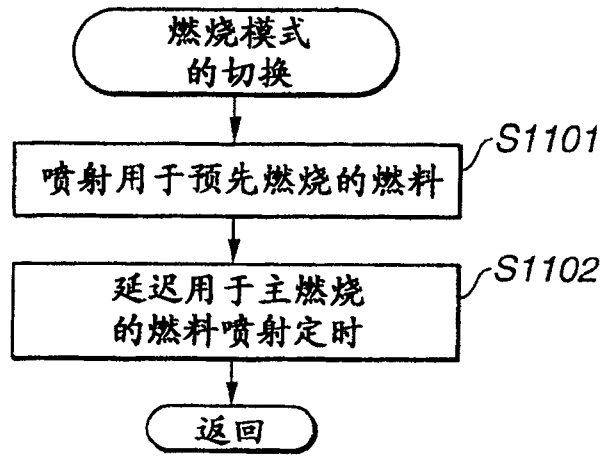 燃烧模式
的切换
S1101
喷射用于预先燃烧的燃料
S1102
延迟用于主燃烧
的燃料喷射定时
返回